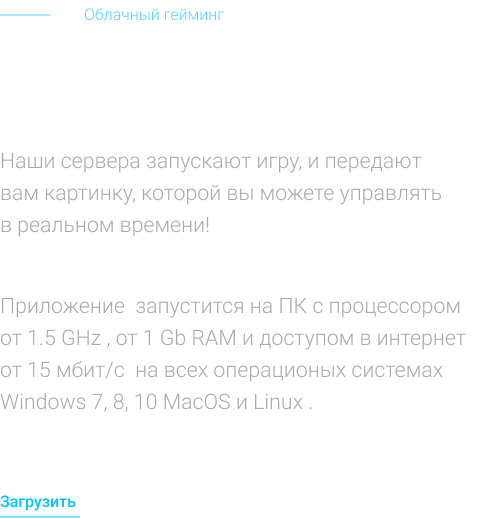 Облачный гейминг
Наши сервера запускают игру, и передают
вам картинку, которой вы можете управлять
в реальном времени!
Приложение  запустится на ПК с процессором
от 1.5 GHz , от 1 Gb RAM и доступом в интернет
от 15 мбит/с  на всех операционых системах
Windows 7, 8, 10 MacOS и Linux .
Загрузить